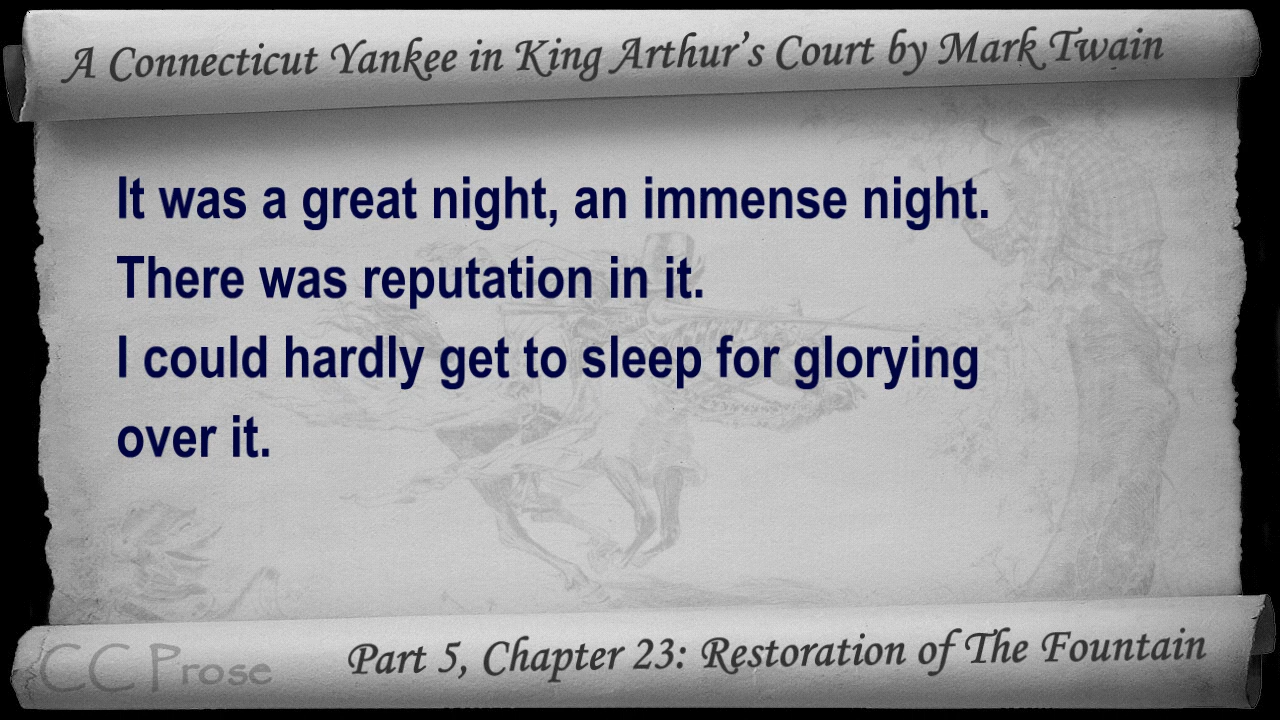 A Connecticut Yankee in King Arthur's Court by Mark Twain
It was a great night, an immense night.
There was reputation in it.
I could hardly get to sleep for glorying
over it.
CC Prose
Part 5, Chapter 23: Restoration of The Fountain